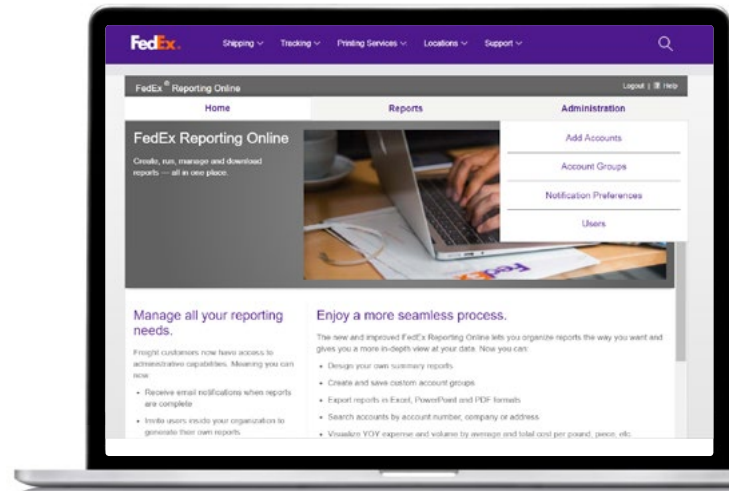 FedEx.
Shipping
Tracking
Printing Services
Locations
Support
FedEx® Reporting Online
Logout | ? Help
Home
Reports
Administration
Add Accounts
Account Groups
Notification Preferences
Users
FedEx Reporting Online
Create, run, manage and download
reports — all in one place.
FedEx
Manage all your reporting
needs.
Freight customers now have access to
administrative capabilities. Meaning you can
now:
• Receive email notifications when reports
are complete
• Invite users inside your organization to
generate their own reports
Enjoy a more seamless process.
The new and improved FedEx Reporting Online lets you organize reports the way you want and
gives you a more in-depth view at your data. Now you can:
• Design your own summary reports
• Create and save custom account groups
• Export reports in Excel, PowerPoint and PDF formats
• Search accounts by account number, company or address
• Visualize YOY expense and volume by average and total cost per pound, piece, etc